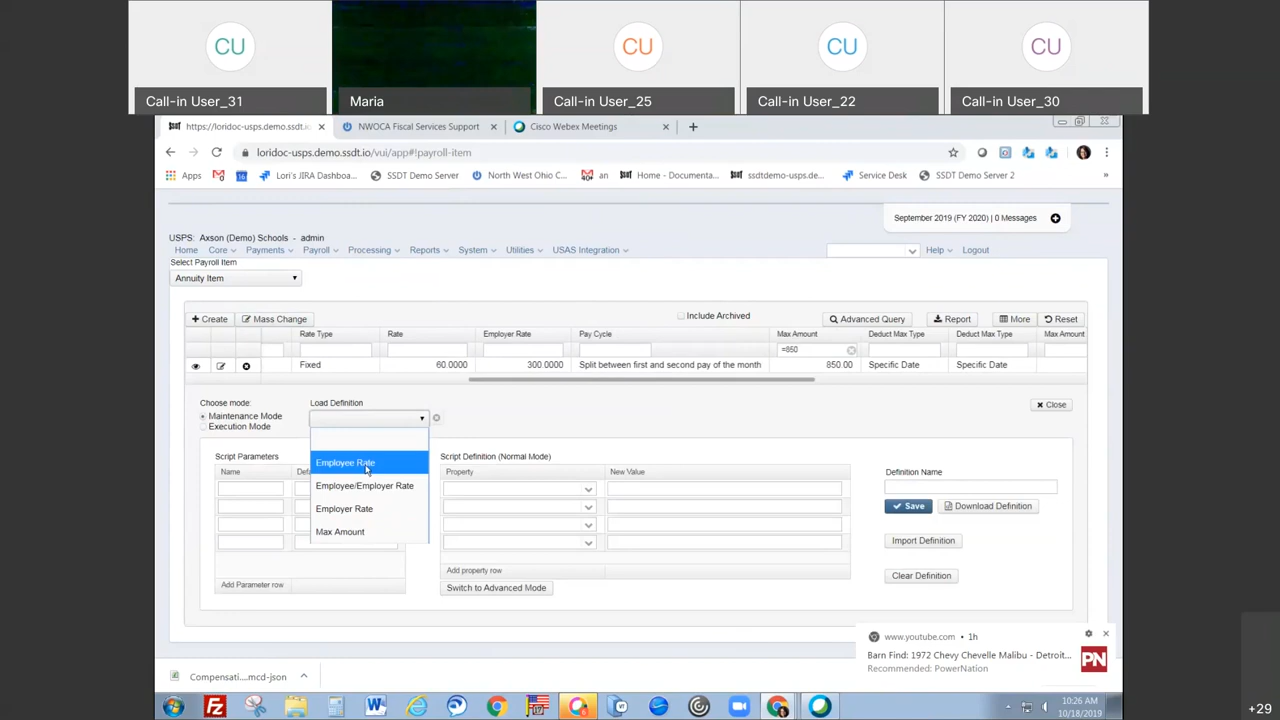 CU
CU
CU
CU
Call-in User_31
Maria
Call-in User_25
Call-in User_22
Call-in User_30
https://loridoc-usps.demo.ssdt.io/
NWOCA Fiscal Services Support
Cisco Webex Meetings
loridoc-usps.demo.ssdt.io/vui/app#!payroll-item
Apps
Lori's JIRA Dashboa...
SSDT Demo Server
North West Ohio C...
40+
an
Home - Documenta...
ssdtdemo-usps.de...
Service Desk
SSDT Demo Server 2
September 2019 (FY 2020) | 0 Messages
USPS: Axson (Demo) Schools - admin
Home Core Payments Payroll Processing Reports System Utilities USAS Integration Help Logout
Select Payroll Item
Annuity Item
Create
Mass Change
Include Archived
Advanced Query
Report
More
Reset
Rate Type
Rate
Employer Rate
Pay Cycle
Max Amount
Deduct Max Type
Deduct Max Type
Max Amount
=850
Fixed
60.0000
300.0000
Split between first and second pay of the month
850.00
Specific Date
Specific Date
Choose mode:
Load Definition
Maintenance Mode
Execution Mode
Close
Employee Rate
Employee/Employer Rate
Employer Rate
Max Amount
Script Parameters
Name
Defa
Add Parameter row
Script Definition (Normal Mode)
Property
New Value
Add property row
Switch to Advanced Mode
Definition Name
Save
Download Definition
Import Definition
Clear Definition
www.youtube.com • 1h
Barn Find: 1972 Chevy Chevelle Malibu - Detroit...
Recommended: PowerNation
PN
Compensati....mcd-json
10:26 AM
10/18/2019
+29